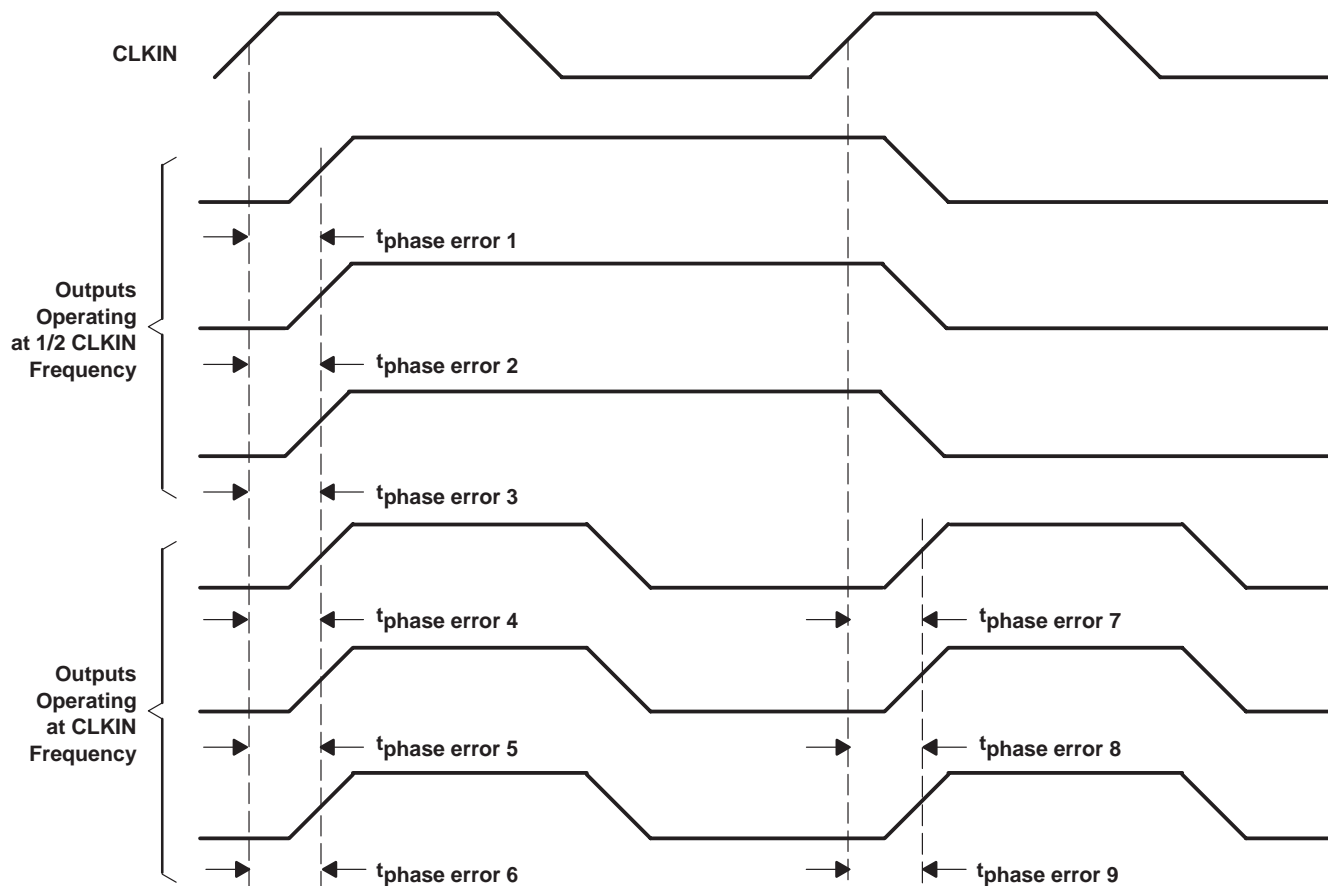 CLKIN
tphase error 1
Outputs
Operating
at 1/2 CLKIN
Frequency
tphase error 2
tphase error 3
tphase error 4
tphase error 7
Outputs
Operating
at CLKIN
Frequency
tphase error 5
tphase error 8
tphase error 6
tphase error 9